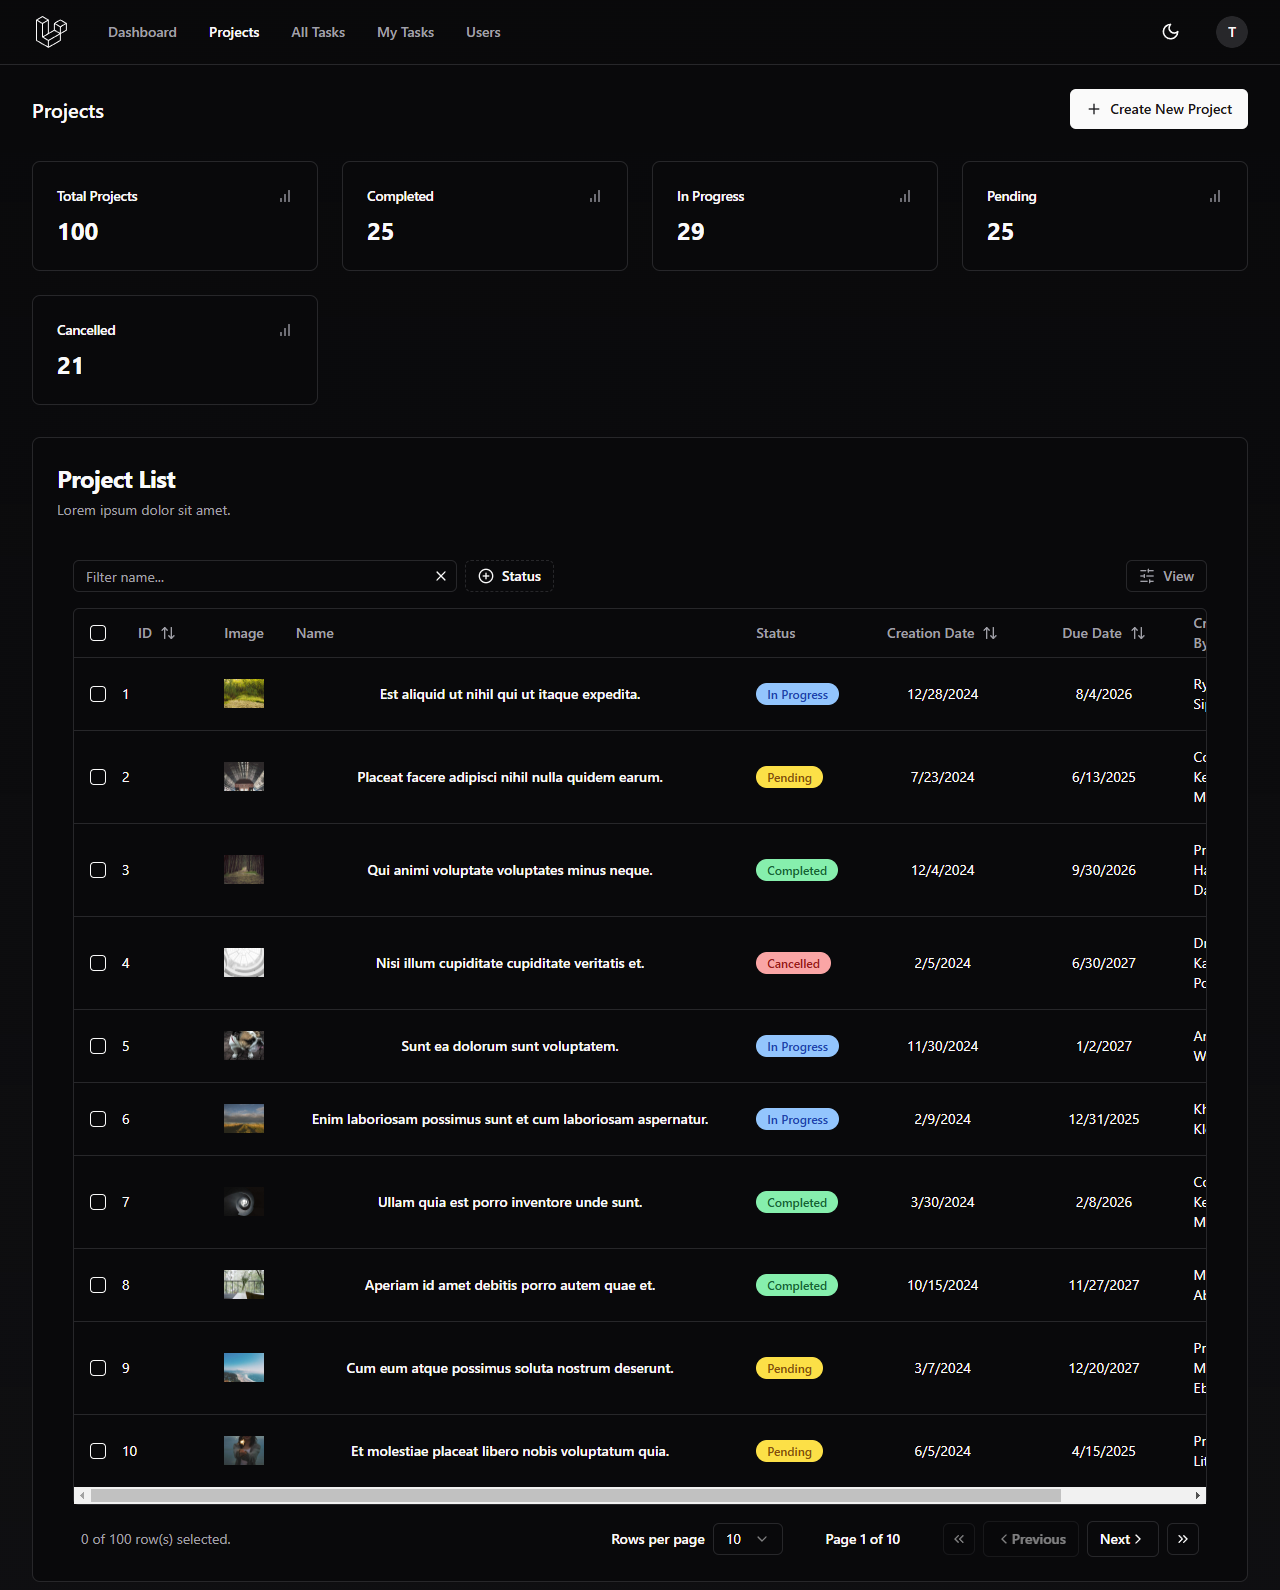 Dashboard Projects All Tasks My Tasks Users T
Projects
Create New Project
Total Projects Completed In Progress Pending
100 25 29 25
Cancelled
21
Project List
Lorem ipsum dolor sit amet.
Filter name... Status View
ID Image Name Status Creation Date Due Date Cr
By
1 Est aliquid ut nihil qui ut itaque expedita. In Progress 12/28/2024 8/4/2026 Ry
Si
2 Placeat facere adipisci nihil nulla quidem earum. Pending 7/23/2024 6/13/2025 Co
Ke
M
3 Qui animi voluptate voluptates minus neque. Completed 12/4/2024 9/30/2026 Pr
Ha
Da
4 Nisi illum cupiditate cupiditate veritatis et. Cancelled 2/5/2024 6/30/2027 Dr
Ka
Po
5 Sunt ea dolorum sunt voluptatem. In Progress 11/30/2024 1/2/2027 Ar
W
6 Enim laboriosam possimus sunt et cum laboriosam aspernatur. In Progress 2/9/2024 12/31/2025 Kh
Kl
7 Ullam quia est porro inventore unde sunt. Completed 3/30/2024 2/8/2026 Co
Ke
M
8 Aperiam id amet debitis porro autem quae et. Completed 10/15/2024 11/27/2027 M
Ab
9 Cum eum atque possimus soluta nostrum deserunt. Pending 3/7/2024 12/20/2027 Pr
M
Eb
10 Et molestiae placeat libero nobis voluptatum quia. Pending 6/5/2024 4/15/2025 Pr
Lit
0 of 100 row(s) selected. Rows per page 10 Page 1 of 10 Previous Next